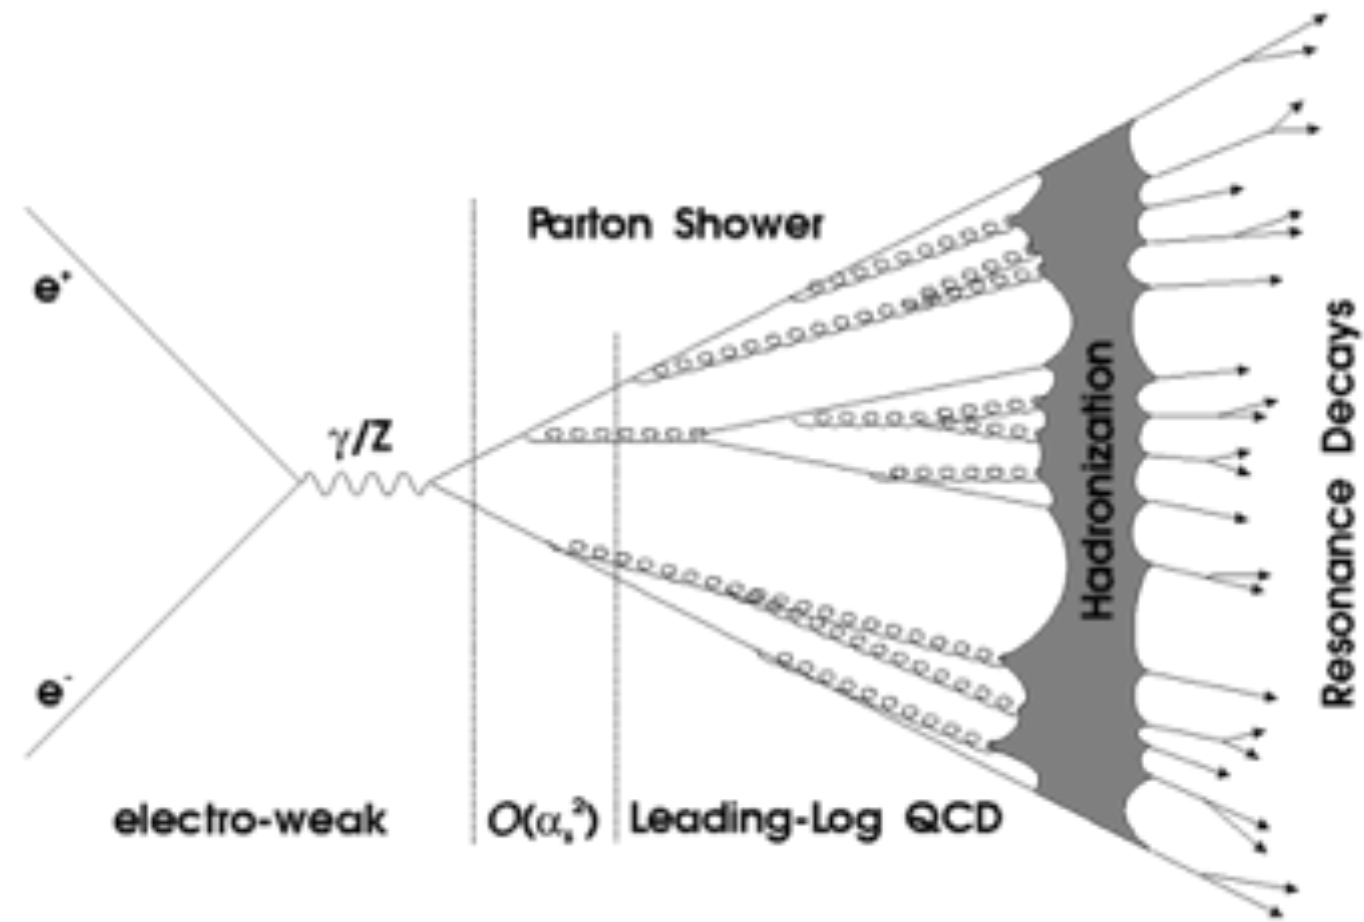 Parton Shower
e⁺
γ/Z
e⁻
electro-weak
O(αₛ²)
Leading-Log QCD
Hadronization
Resonance Decays